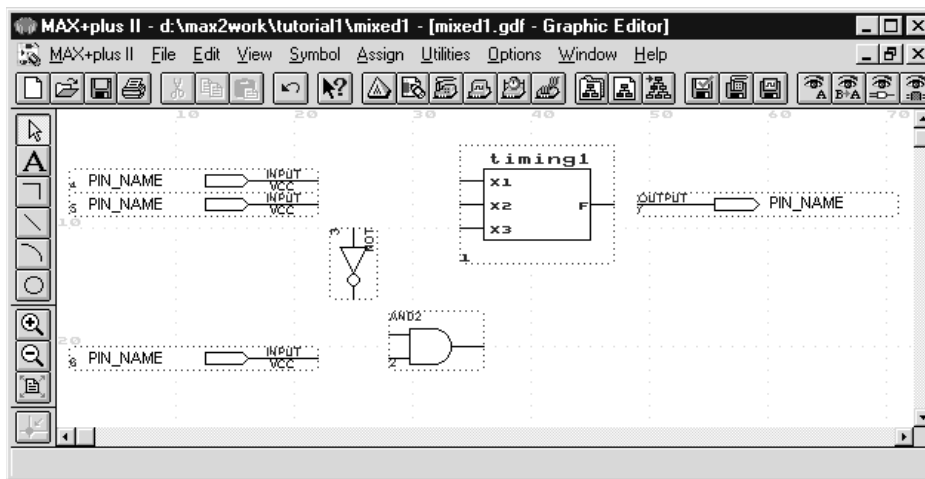 MAX+plus II - d:\max2work\tutorial1\mixed1 - [mixed1.gdf - Graphic Editor]
MAX+plus II File Edit View Symbol Assign Utilities Options Window Help
A B+A
A
10 20 30 40 50 60 70
timing1
4 PIN_NAME INPUT VCC
X1
5 PIN_NAME INPUT VCC
X2 F
OUTPUT 7 PIN_NAME
10
3 NOT
X3
1
AND2
20
2
6 PIN_NAME INPUT VCC